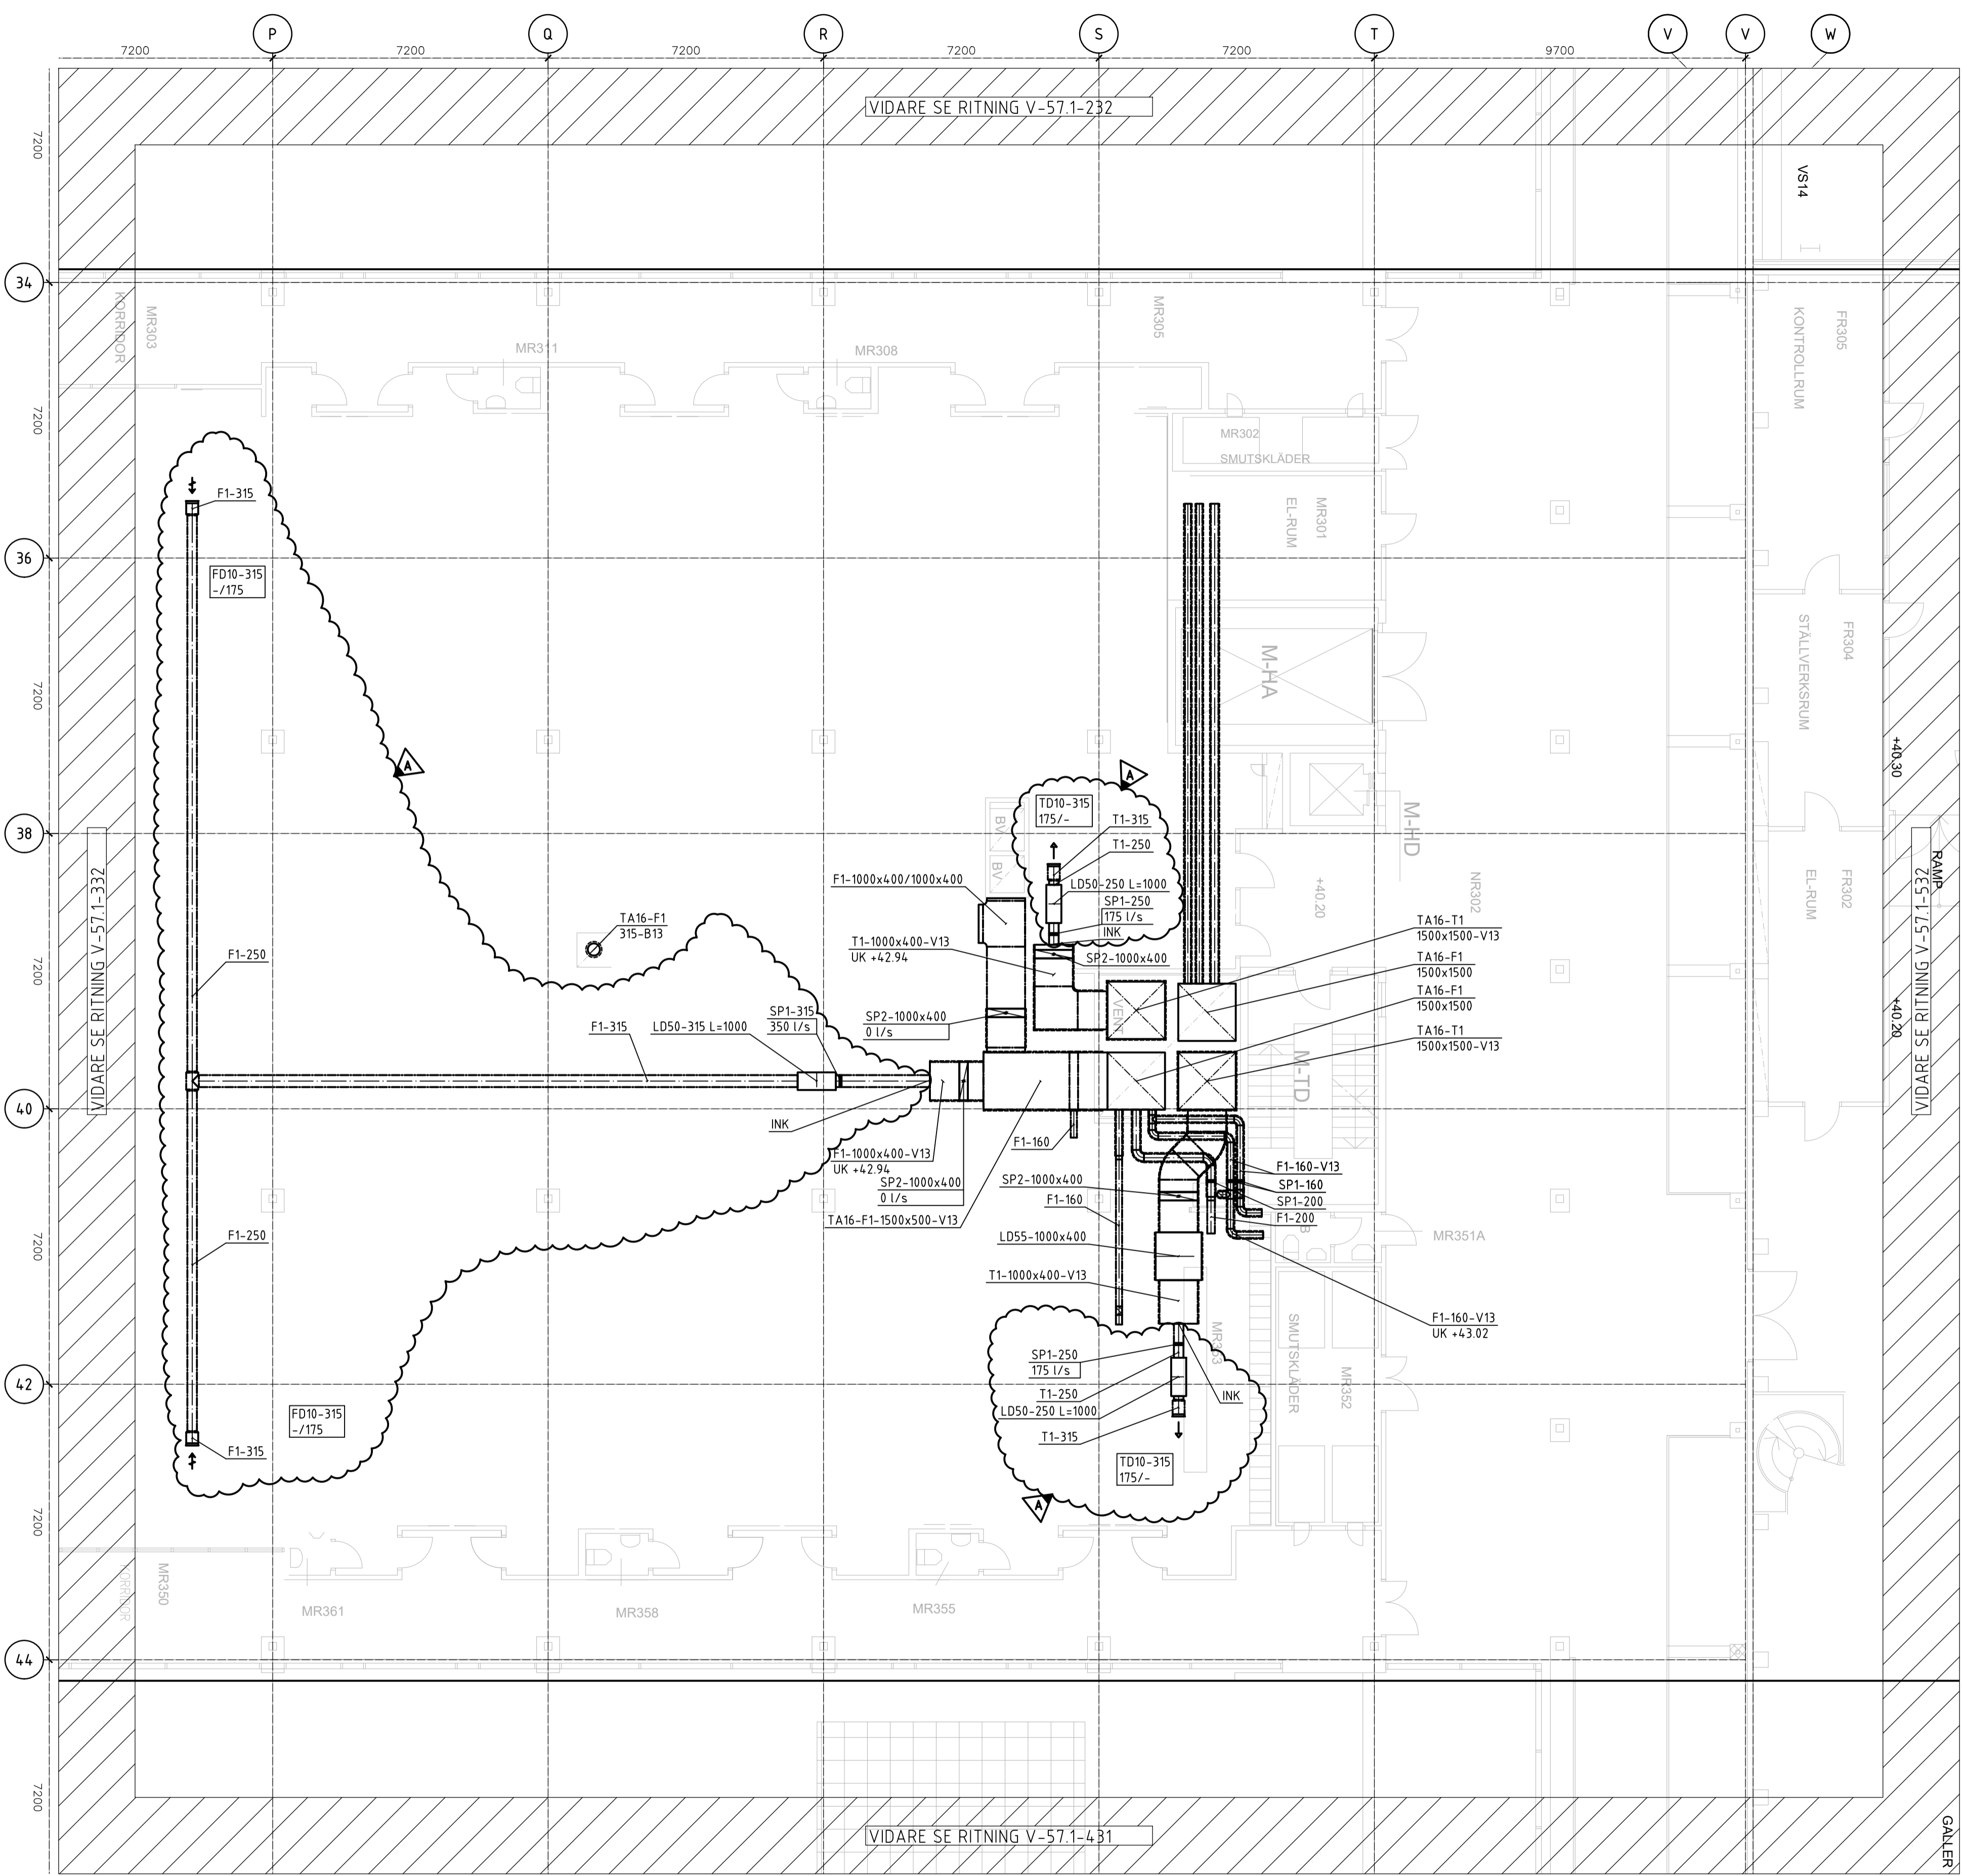 P
Q
R
S
T
V
V
W
7200
7200
7200
7200
7200
9700
VIDARE SE RITNING V-57.1-232
7200
VS14
34
KORRIDOR
MR303
MR311
MR308
MR305
KONTROLLRUM
FR305
7200
MR302
SMUTSKLÄDER
F1-315
EL-RUM
MR301
36
FD10-315
-/175
M-HA
STÄLLVERKSRUM
FR304
7200
A
A
+40.30
TD10-315
175/-
T1-315
BV
M-HD
38
T1-250
BV
RAMP
F1-1000x400/1000x400
LD50-250 L=1000
SP1-250
175 l/s
+40.20
NR302
EL-RUM
FR302
VIDARE SE RITNING V-57.1-332
VIDARE SE RITNING V-57.1-532
TA16-F1
315-B13
INK
TA16-T1
1500x1500-V13
T1-1000x400-V13
UK +42.94
F1-250
SP2-1000x400
TA16-F1
1500x1500
7200
TA16-F1
1500x1500
+40.20
VENT
SP1-315
350 l/s
SP2-1000x400
0 l/s
F1-315
LD50-315 L=1000
TA16-T1
1500x1500-V13
M-TD
40
INK
F1-160
F1-1000x400-V13
UK +42.94
F1-160-V13
SP2-1000x400
0 l/s
SP2-1000x400
SP1-160
F1-160
SP1-200
TA16-F1-1500x500-V13
F1-200
F1-250
7200
LD55-1000x400
MR351A
T1-1000x400-V13
F1-160-V13
UK +43.02
SMUTSKLÄDER
SP1-250
175 l/s
MR352
42
T1-250
INK
LD50-250 L=1000
FD10-315
-/175
T1-315
F1-315
TD10-315
175/-
A
7200
KORRIDOR
MR350
MR361
MR358
MR355
44
7200
VIDARE SE RITNING V-57.1-431
GALLER